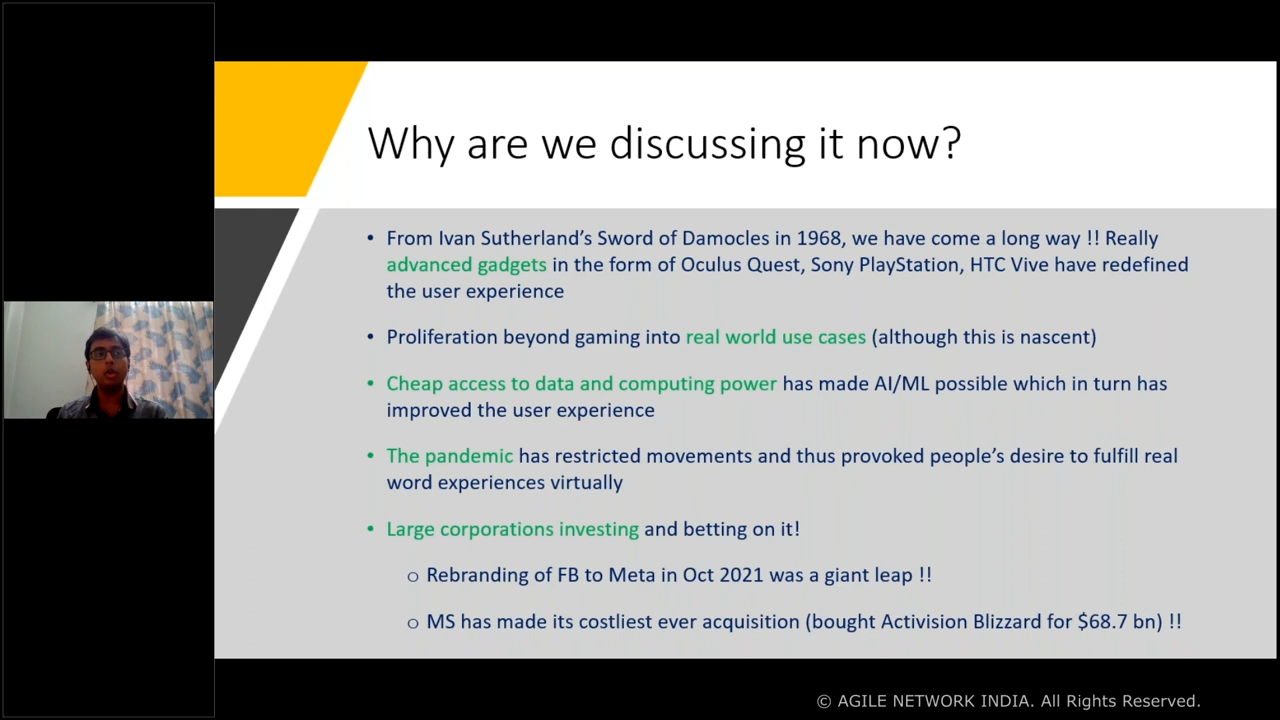 Why are we discussing it now?
• From Ivan Sutherland's Sword of Damocles in 1968, we have come a long way !! Really
advanced gadgets in the form of Oculus Quest, Sony PlayStation, HTC Vive have redefined
the user experience
• Proliferation beyond gaming into real world use cases (although this is nascent)
• Cheap access to data and computing power has made AI/ML possible which in turn has
improved the user experience
• The pandemic has restricted movements and thus provoked people's desire to fulfill real
word experiences virtually
• Large corporations investing and betting on it!
o Rebranding of FB to Meta in Oct 2021 was a giant leap !!
o MS has made its costliest ever acquisition (bought Activision Blizzard for $68.7 bn) !!
© AGILE NETWORK INDIA. All Rights Reserved.